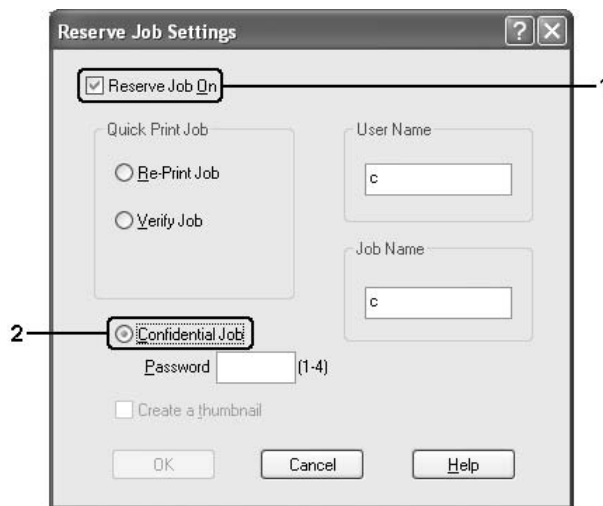 Reserve Job Settings
1
Reserve Job On
Quick Print Job
User Name
Re-Print Job
c
Verify Job
Job Name
c
2
Confidential Job
Password (1-4)
Create a thumbnail
OK Cancel Help